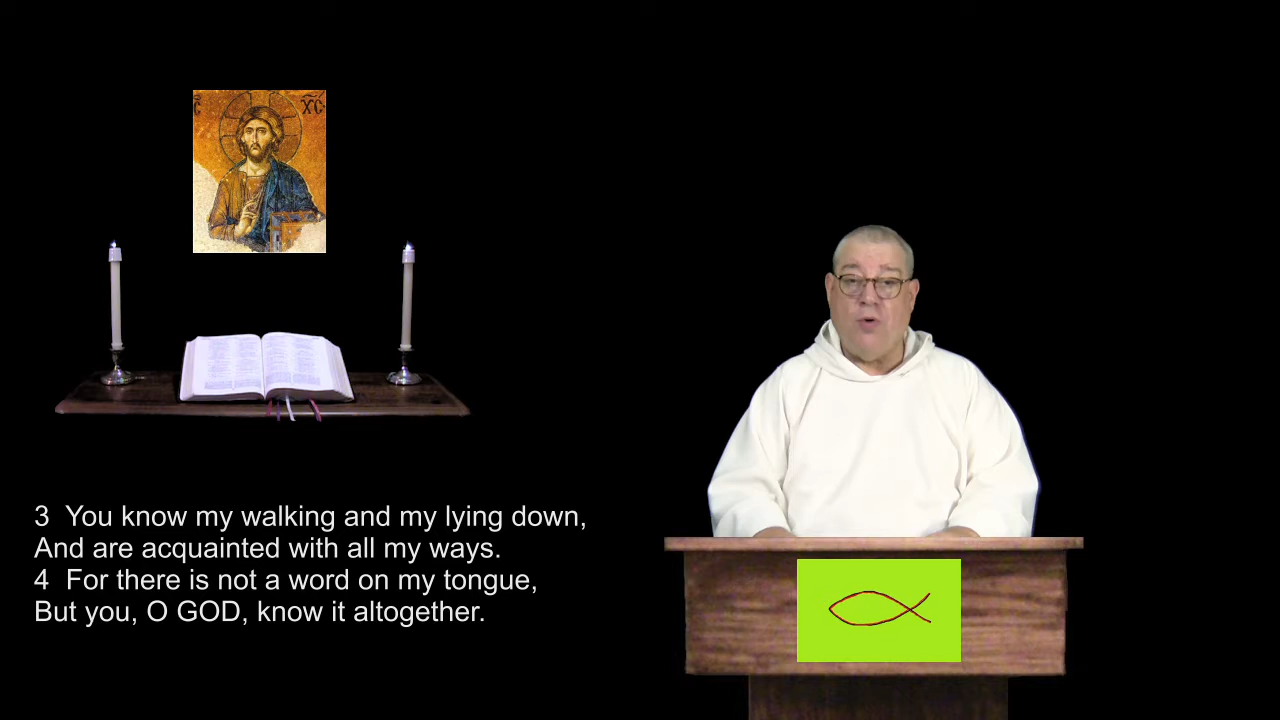 XC
3 You know my walking and my lying down,
And are acquainted with all my ways.
4 For there is not a word on my tongue,
But you, O GOD, know it altogether.